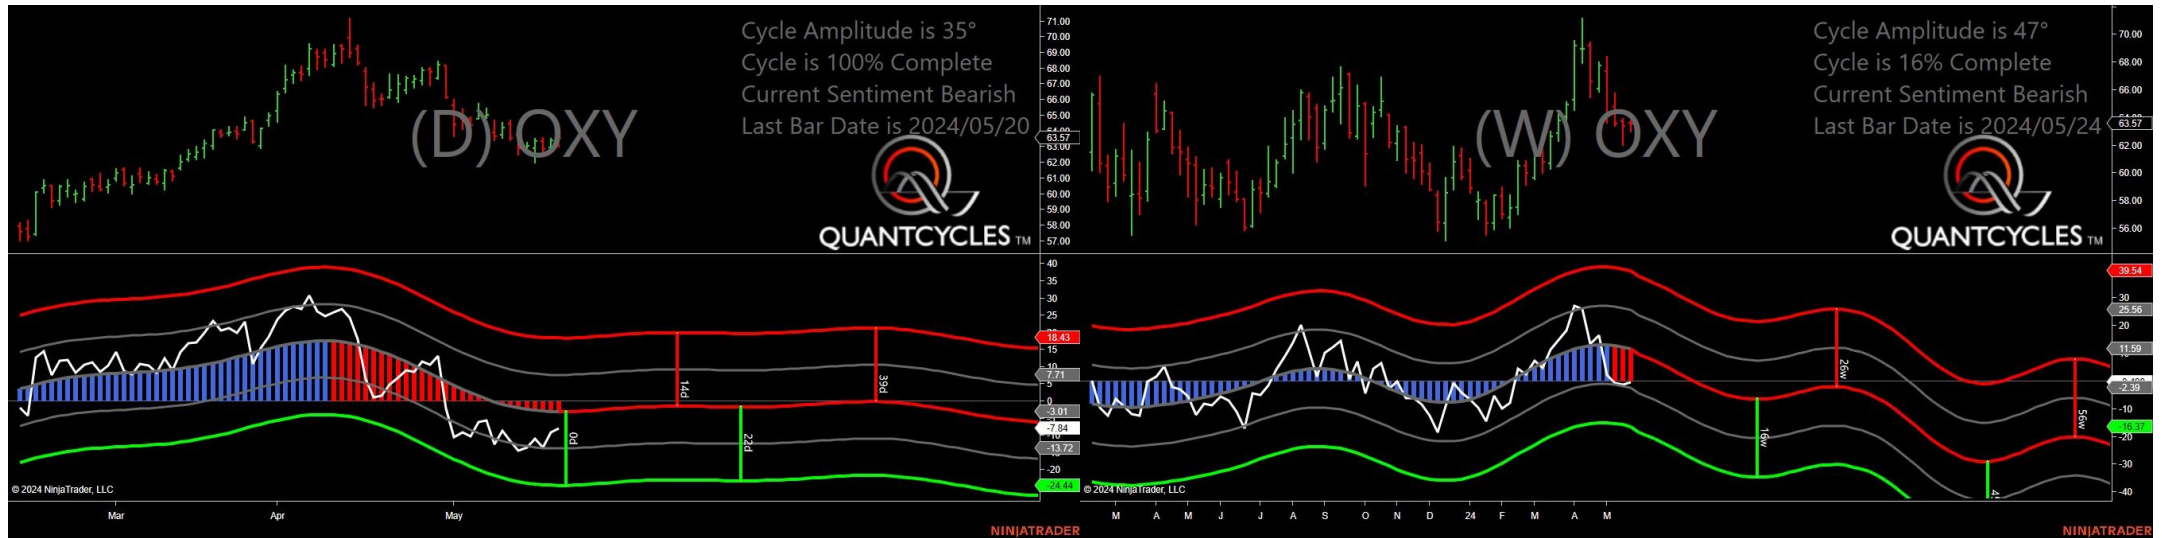 Cycle Amplitude is 35°
Cycle is 100% Complete
Current Sentiment Bearish
Last Bar Date is 2024/05/20
(D) OXY
QUANTCYCLES TM
71.00
70.00
69.00
68.00
67.00
66.00
65.00
63.57
63.00
62.00
61.00
60.00
59.00
58.00
57.00
40
35
30
25
18.43
15
7.71
5
0
-3.01
-7.84
-13.72
-20
-24.44
14d
39d
0d
22d
© 2024 NinjaTrader, LLC
Mar
Apr
May
NINJATRADER
Cycle Amplitude is 47°
Cycle is 16% Complete
Current Sentiment Bearish
Last Bar Date is 2024/05/24
(W) OXY
QUANTCYCLES TM
70.00
68.00
66.00
63.57
62.00
60.00
58.00
56.00
39.54
30
25.56
20
11.59
-2.39
-10
-16.37
-20
-30
-40
26w
16w
56w
© 2024 NinjaTrader, LLC
M A M J J A S O N D 24 F M A M
NINJATRADER